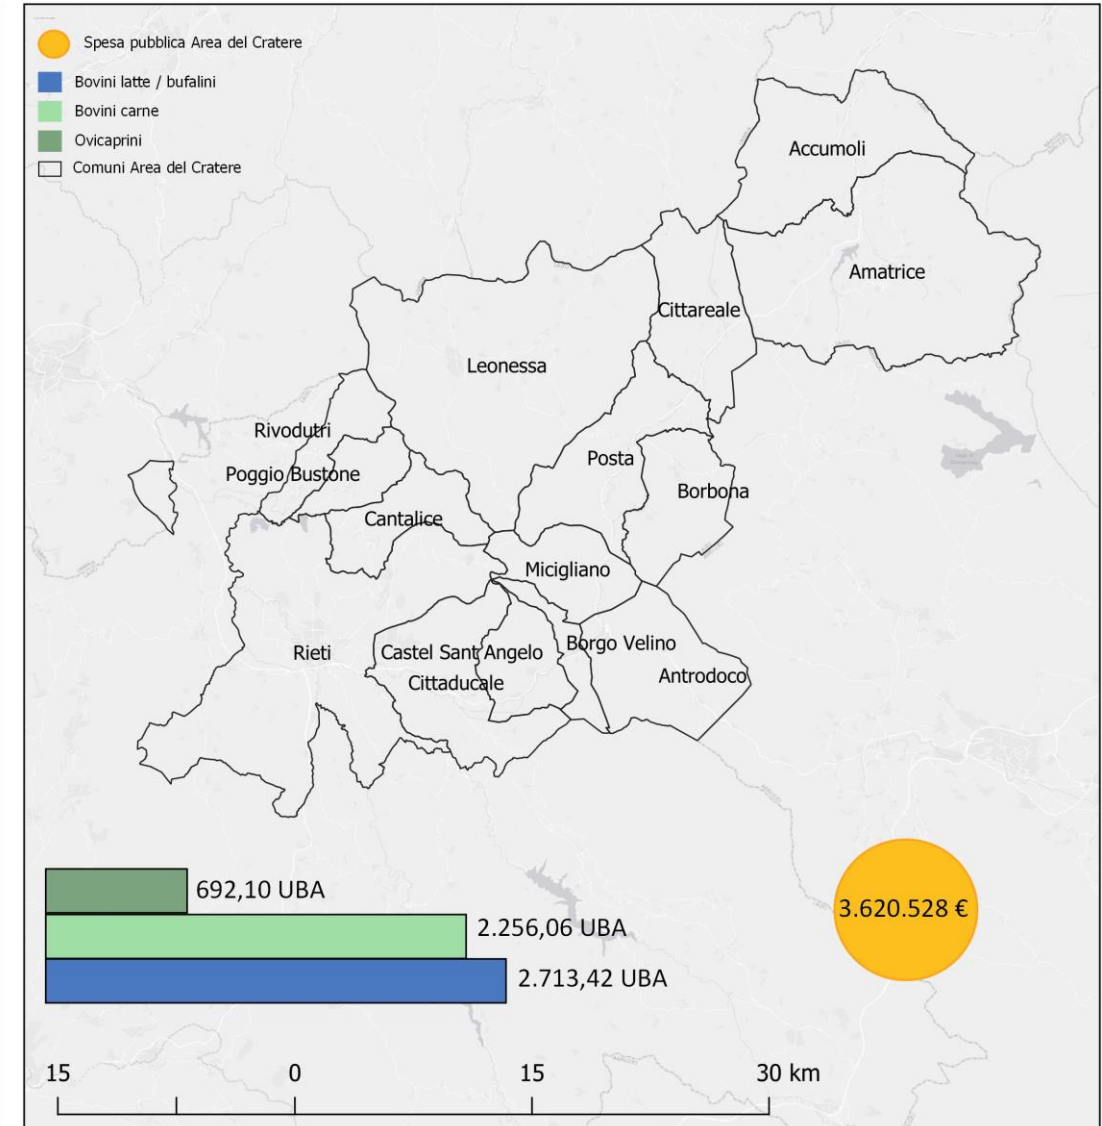 Spesa pubblica Area del Cratere
Bovini latte / bufalini
Bovini carne
Ovicaprini
Comuni Area del Cratere
Accumoli
Amatrice
Cittareale
Leonessa
Rivodutri
Posta
Poggio Bustone
Borbona
Cantalice
Micigliano
Borgo Velino
Rieti
Castel Sant Angelo
Antrodoco
Cittaducale
692,10 UBA
3.620.528 €
2.256,06 UBA
2.713,42 UBA
15 0 15 30 km